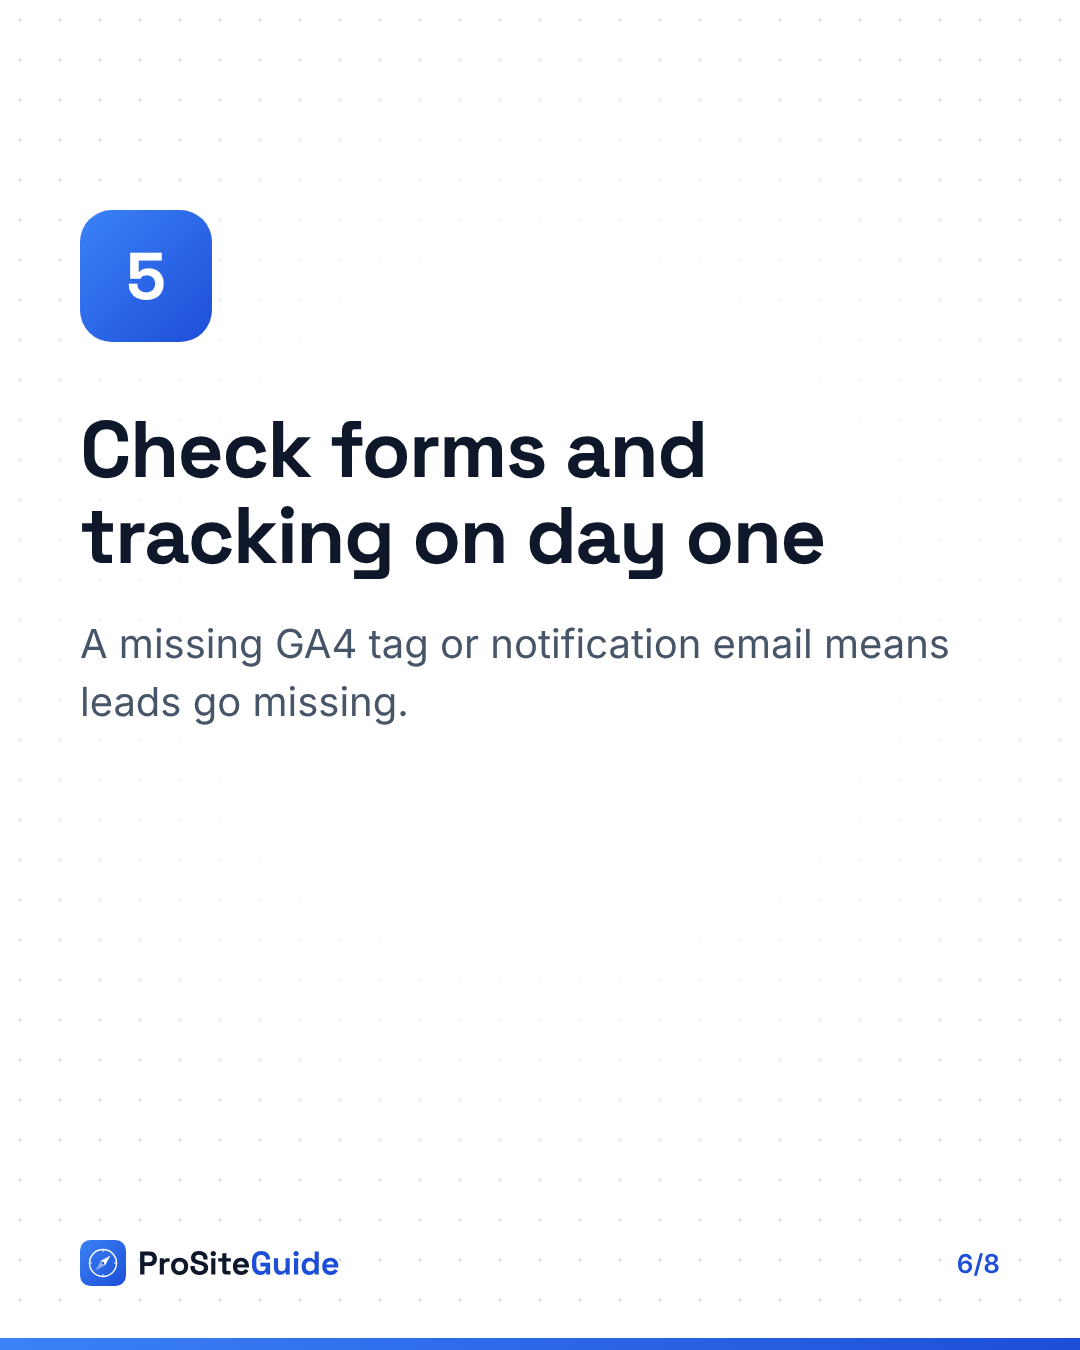 5
Check forms and
tracking on day one
A missing GA4 tag or notification email means
leads go missing.
ProSiteGuide
6/8